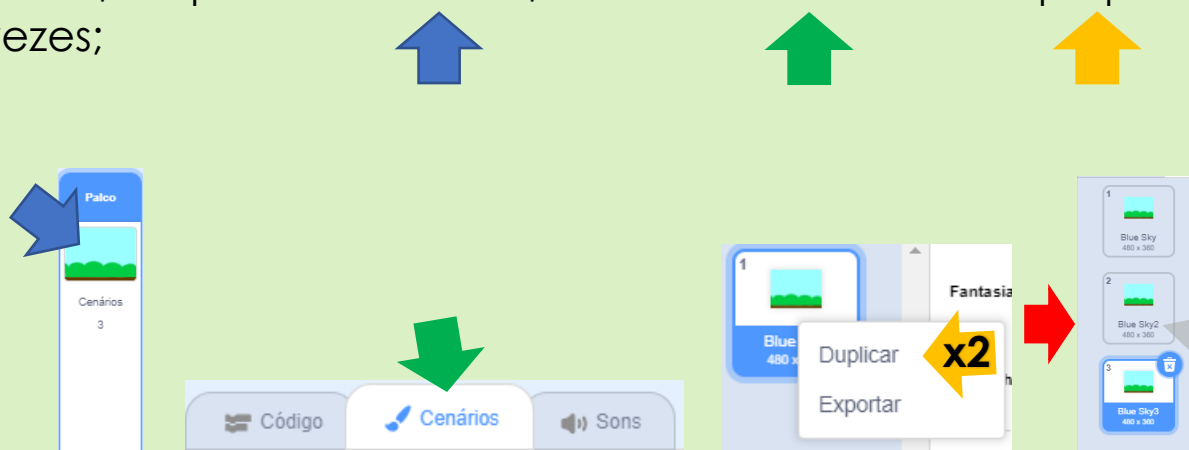 ezes;
Palco
Cenários
3
Código
Cenários
Sons
1
Blue
480 x
Fantasia
Duplicar
x2
Exportar
1
Blue Sky
480 x 360
2
Blue Sky2
480 x 360
3
Blue Sky3
480 x 360